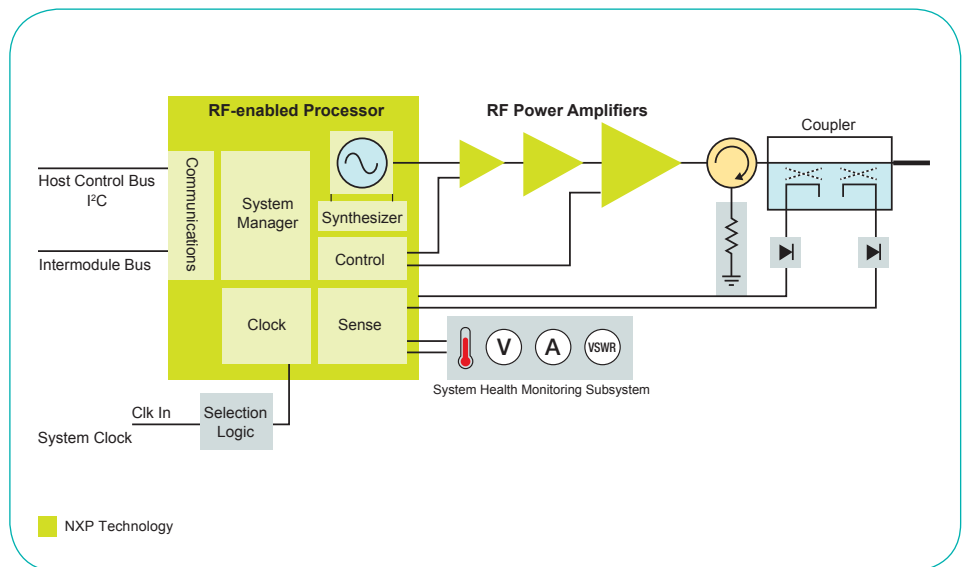 RF-enabled Processor
RF Power Amplifiers
Coupler
Host Control Bus
I²C
Intermodule Bus
Communications
System
Manager
Synthesizer
Control
Clock
Sense
V
A
VSWR
System Health Monitoring Subsystem
Clk In
System Clock
Selection
Logic
NXP Technology